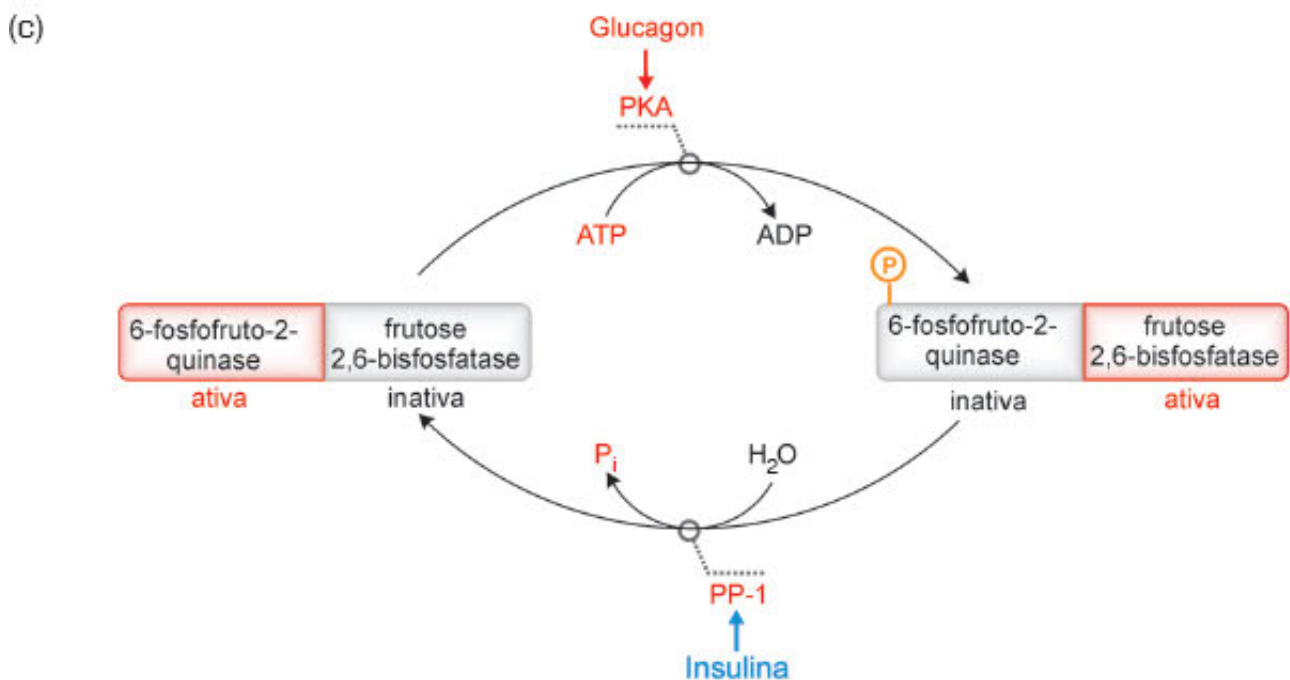 (c)
Glucagon
PKA
ATP
ADP
P
6-fosfofruto-2-
quinase
frutose
2,6-bisfosfatase
ativa
inativa
6-fosfofruto-2-
quinase
frutose
2,6-bisfosfatase
inativa
ativa
Pi
H2O
PP-1
Insulina